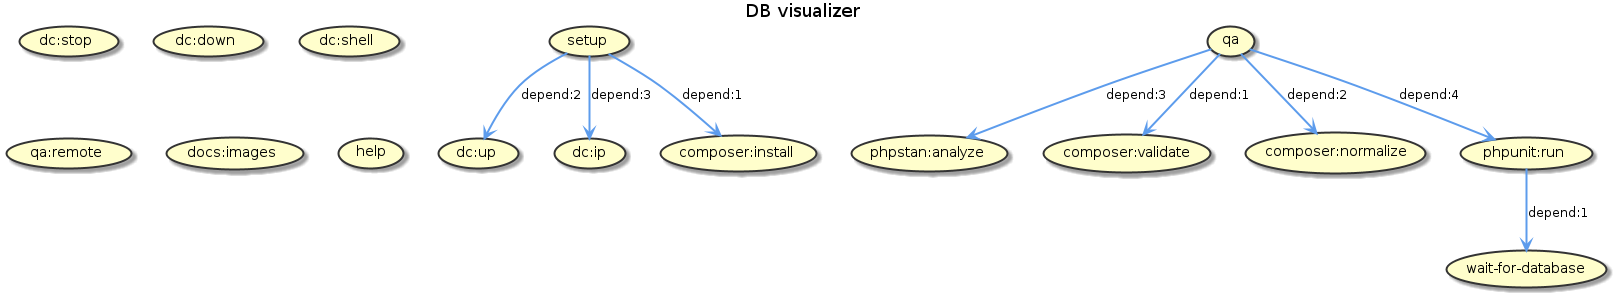 DB visualizer
dc:stop
dc:down
dc:shell
setup
qa
depend:2
depend:3
depend:1
depend:3
depend:1
depend:2
depend:4
qa:remote
docs:images
help
dc:up
dc:ip
composer:install
phpstan:analyze
composer:validate
composer:normalize
phpunit:run
depend:1
wait-for-database